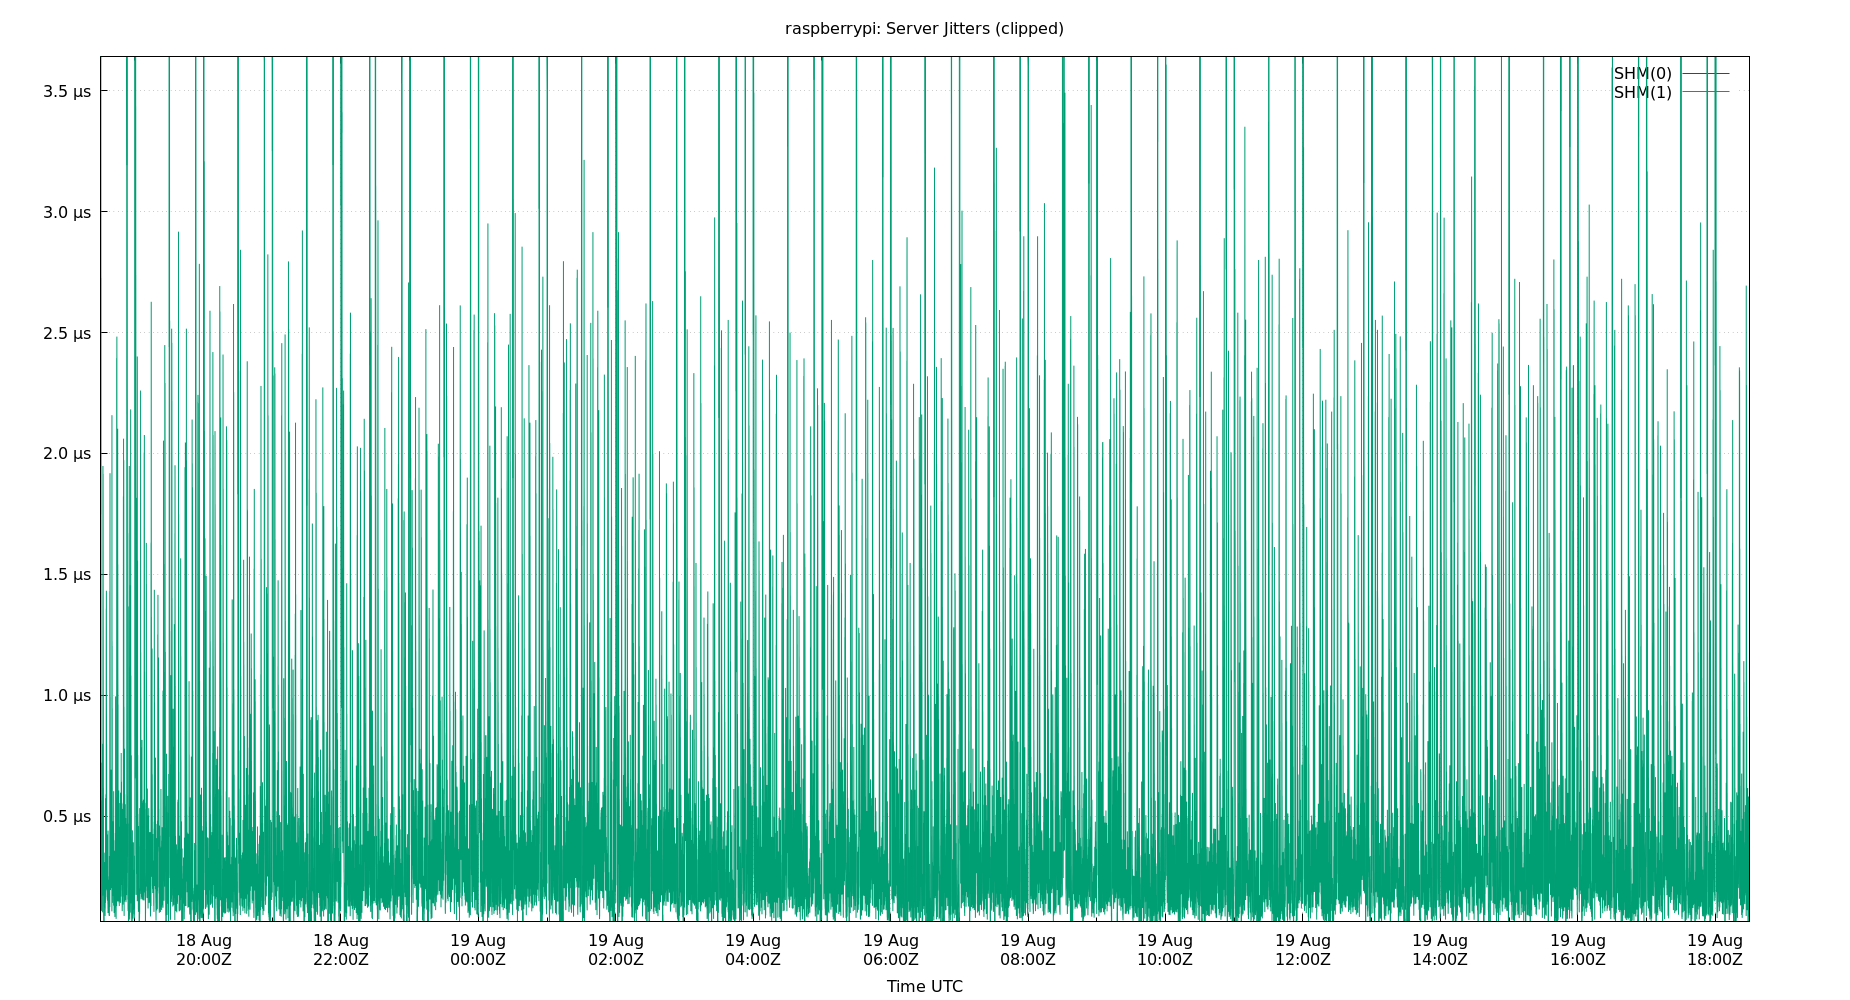 raspberrypi: Server Jitters (clipped)
SHM(0)
SHM(1)
3.5 µs
3.0 µs
2.5 µs
2.0 µs
1.5 µs
1.0 µs
0.5 µs
18 Aug 18 Aug 19 Aug 19 Aug 19 Aug 19 Aug 19 Aug 19 Aug 19 Aug 19 Aug 19 Aug 19 Aug
20:00Z 22:00Z 00:00Z 02:00Z 04:00Z 06:00Z 08:00Z 10:00Z 12:00Z 14:00Z 16:00Z 18:00Z
Time UTC